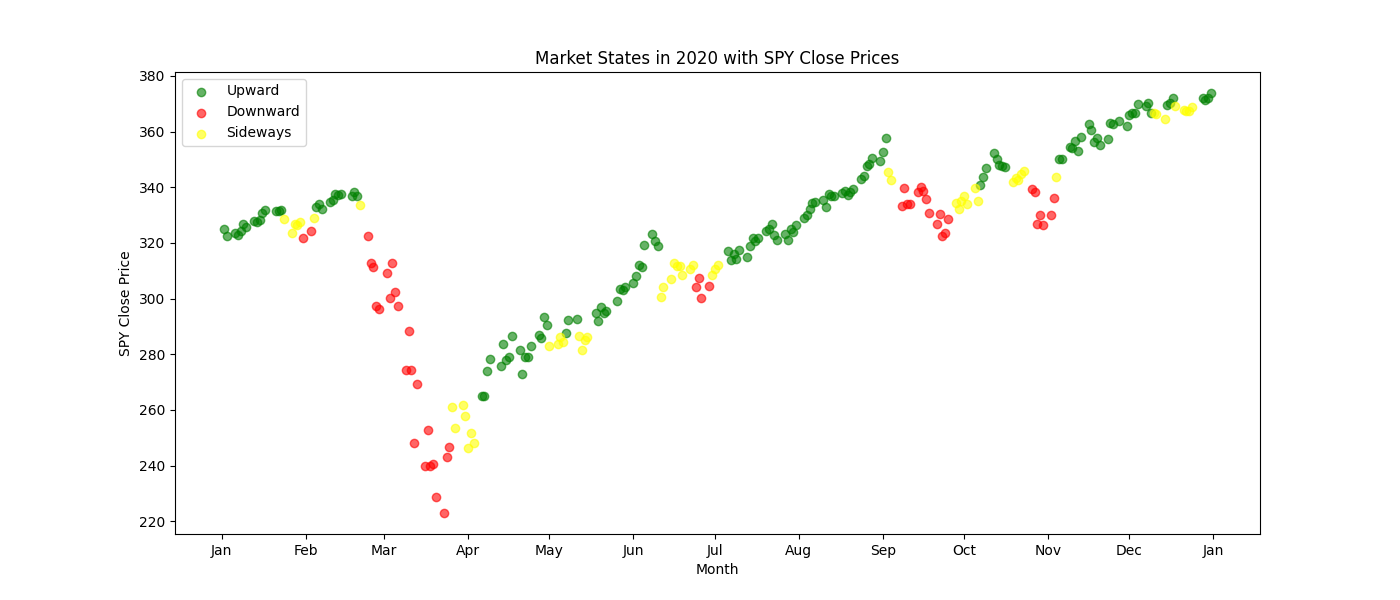 Market States in 2020 with SPY Close Prices
380
360
340
320
300
280
260
240
220
SPY Close Price
Upward
Downward
Sideways
Jan Feb Mar Apr May Jun Jul Aug Sep Oct Nov Dec Jan
Month